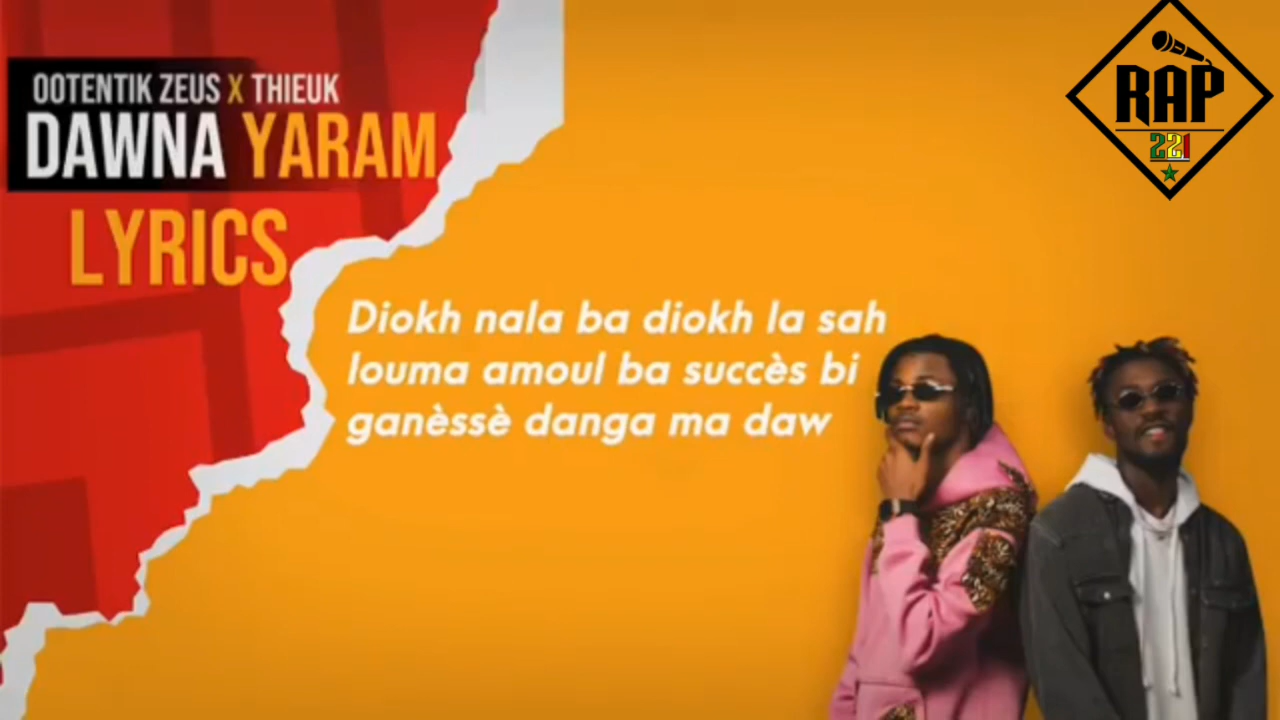 OOTENTIK ZEUS X THIEUK
DAWNA YARAM
LYRICS
RAP
221
Diokh nala ba diokh la sah
louma amoul ba succès bi
ganèssè danga ma daw